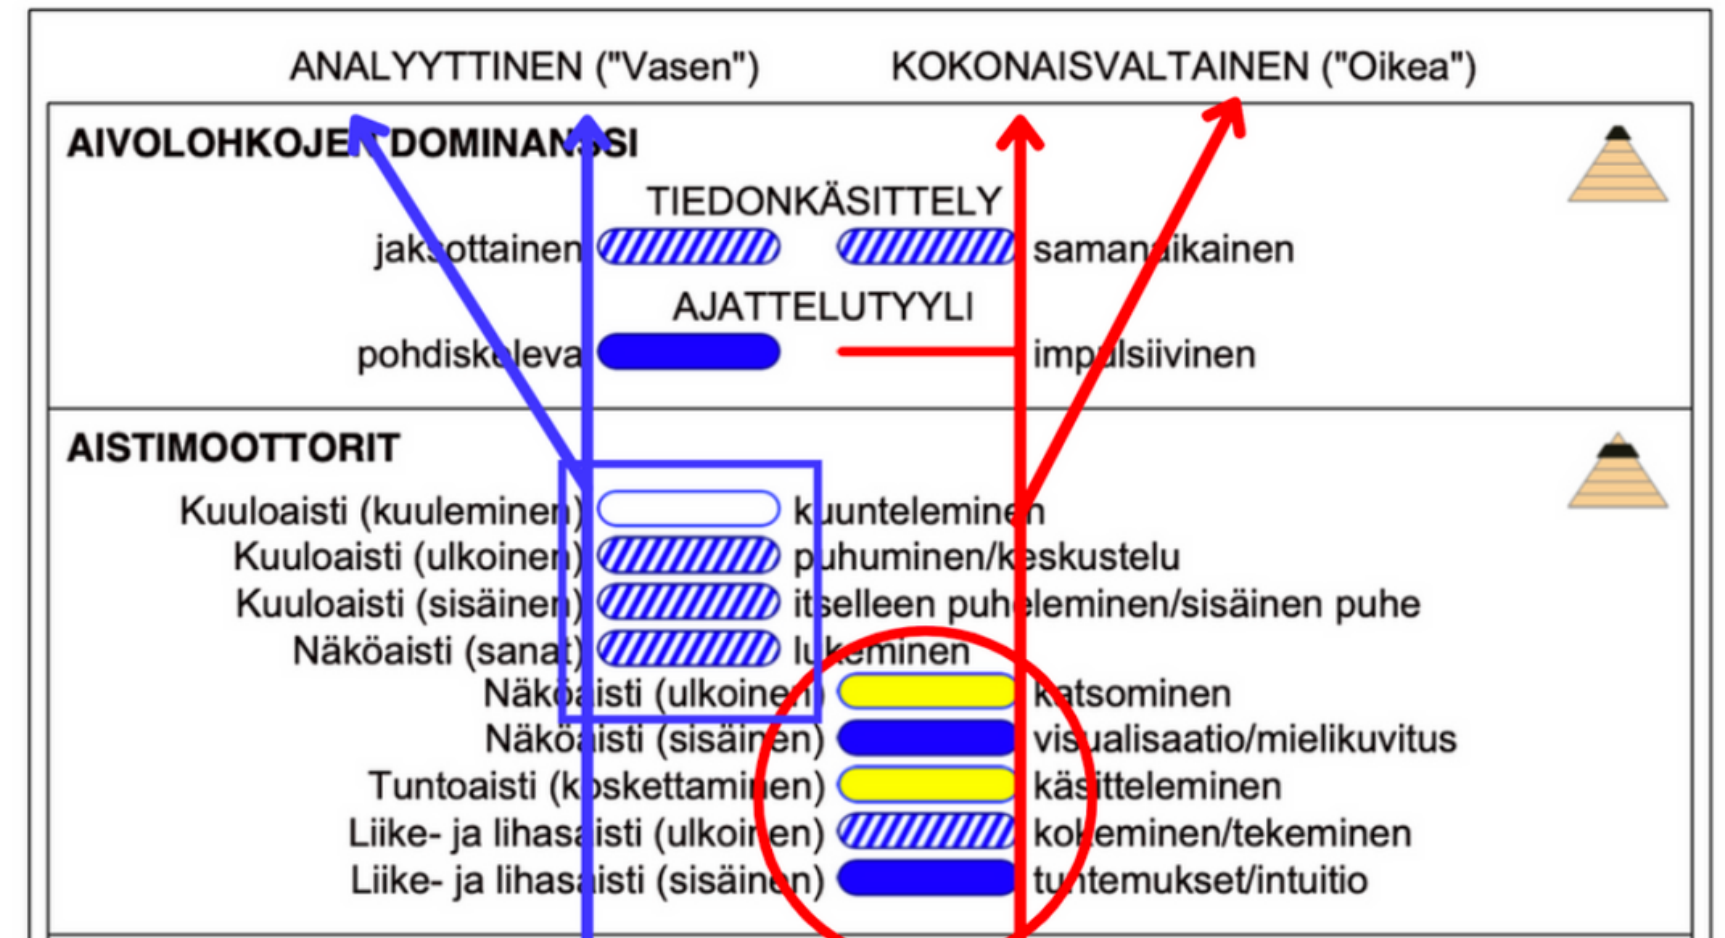 ANALYYTTINEN ("Vasen") KOKONAISVALTAINEN ("Oikea")
AIVOLOHKOJEN DOMINANSSI
TIEDONKÄSITTELY
jaksottainen samanaikainen
AJATTELUTYYLI
pohdiskeleva impulsiivinen
AISTIMOOTTORIT
Kuuloaisti (kuuleminen) kuunteleminen
Kuuloaisti (ulkoinen) puhuminen/keskustelu
Kuuloaisti (sisäinen) itselleen puheleminen/sisäinen puhe
Näköaisti (sanat) lukeminen
Näköaisti (ulkoinen) katsominen
Näköaisti (sisäinen) visualisaatio/mielikuvitus
Tuntoaisti (koskettaminen) käsitteleminen
Liike- ja lihasaisti (ulkoinen) kokeminen/tekeminen
Liike- ja lihasaisti (sisäinen) tuntemukset/intuitio